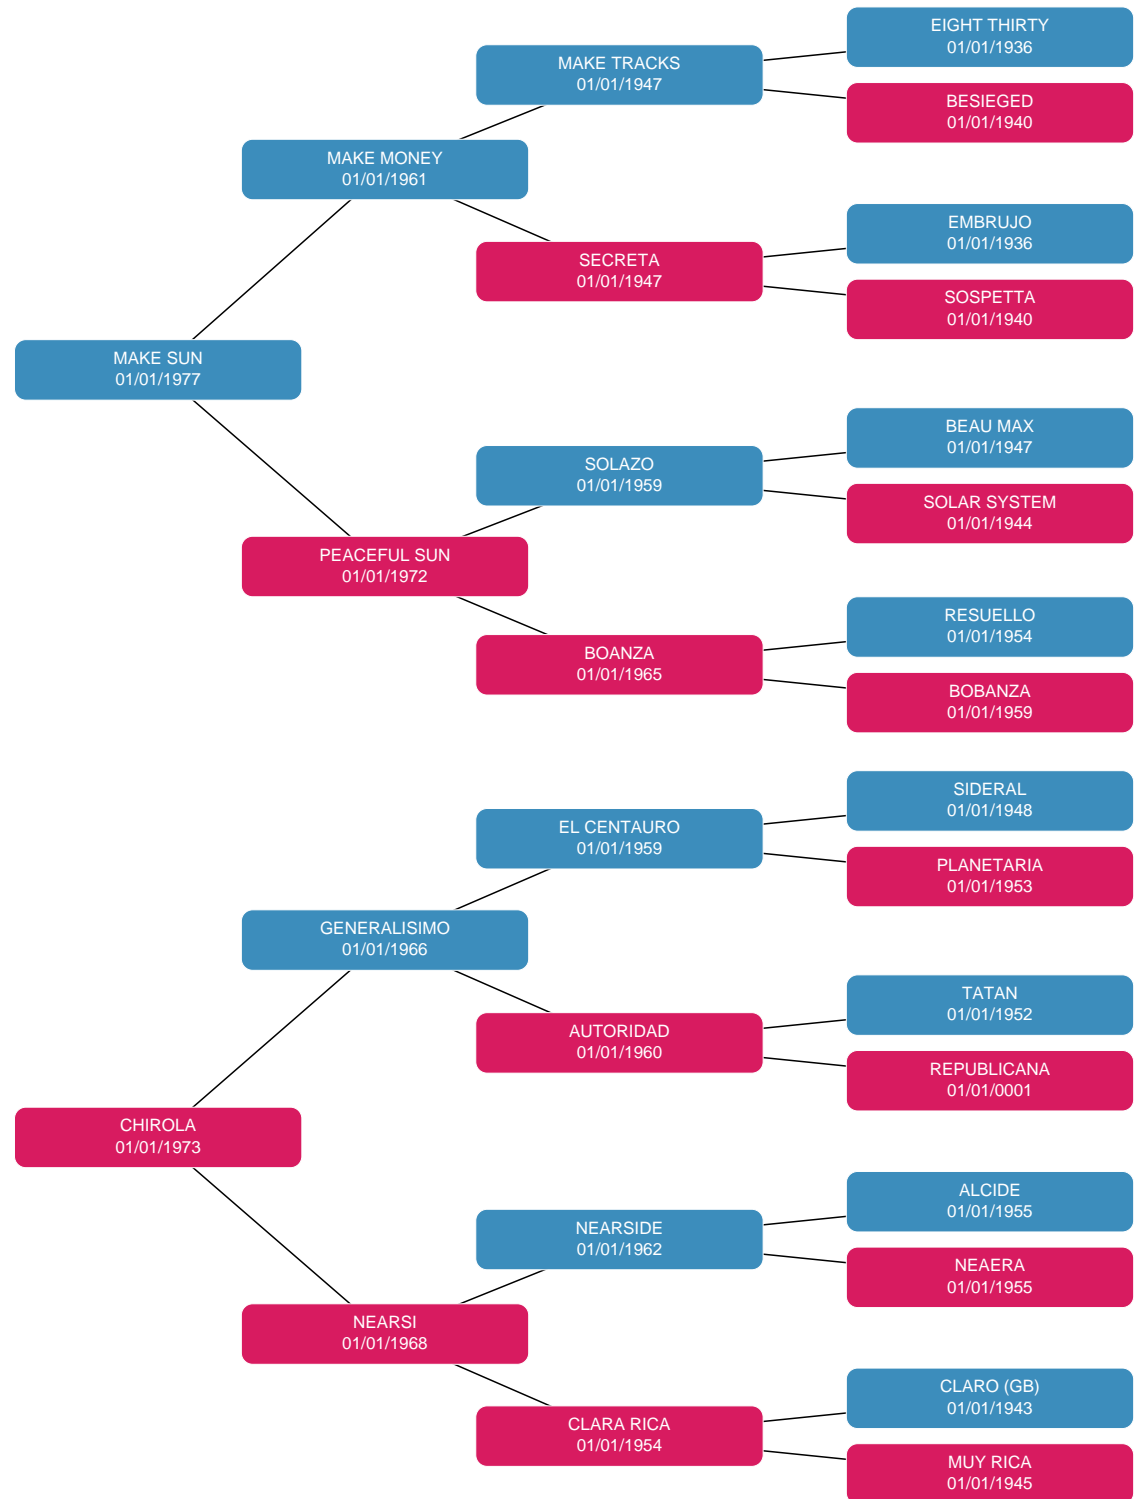 EIGHT THIRTY
01/01/1936
MAKE TRACKS
01/01/1947
BESIEGED
01/01/1940
MAKE MONEY
01/01/1961
EMBRUJO
01/01/1936
SECRETA
01/01/1947
SOSPETTA
01/01/1940
MAKE SUN
01/01/1977
BEAU MAX
01/01/1947
SOLAZO
01/01/1959
SOLAR SYSTEM
01/01/1944
PEACEFUL SUN
01/01/1972
RESUELLO
01/01/1954
BOANZA
01/01/1965
BOBANZA
01/01/1959
SIDERAL
01/01/1948
EL CENTAURO
01/01/1959
PLANETARIA
01/01/1953
GENERALISIMO
01/01/1966
TATAN
01/01/1952
AUTORIDAD
01/01/1960
REPUBLICANA
01/01/0001
CHIROLA
01/01/1973
ALCIDE
01/01/1955
NEARSIDE
01/01/1962
NEAERA
01/01/1955
NEARSI
01/01/1968
CLARO (GB)
01/01/1943
CLARA RICA
01/01/1954
MUY RICA
01/01/1945